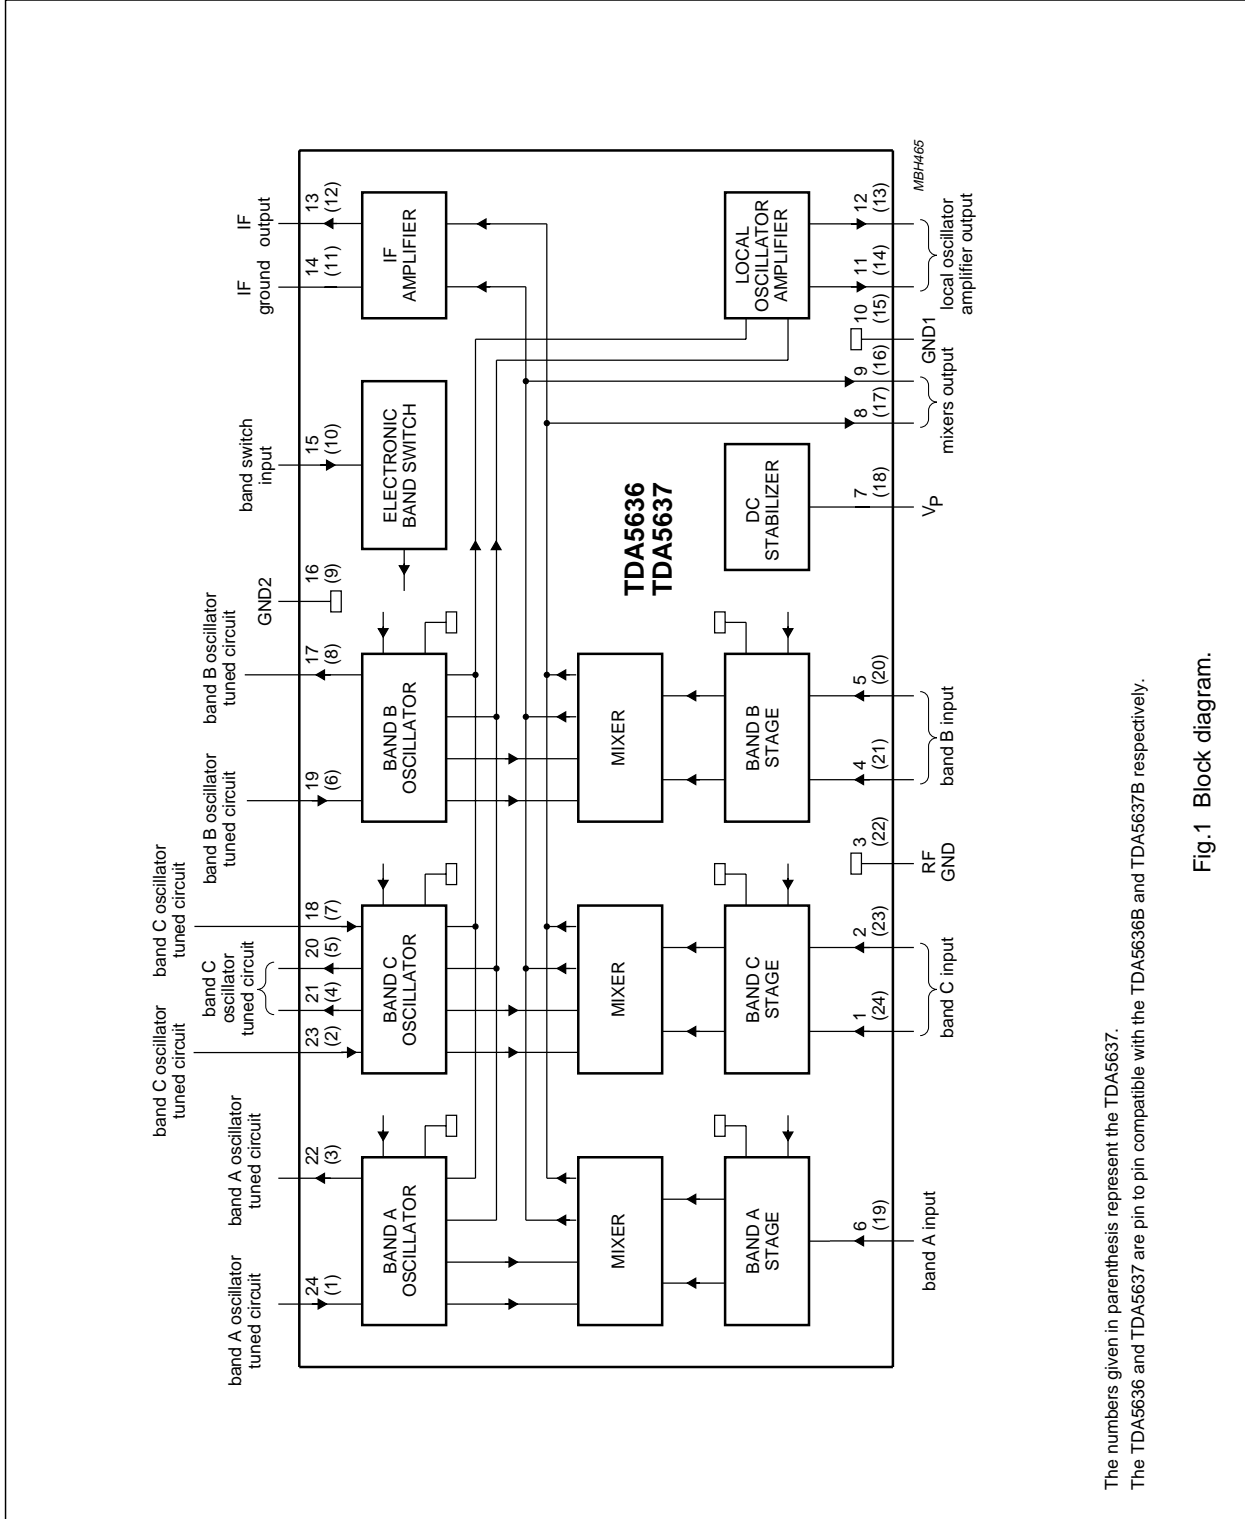 band A oscillator
tuned circuit
24
(1)
band A oscillator
tuned circuit
22
(3)
band C oscillator
tuned circuit
23
(2)
band C
oscillator
tuned circuit
21
(4)
20
(5)
band C oscillator
tuned circuit
18
(7)
band B oscillator
tuned circuit
19
(6)
band B oscillator
tuned circuit
17
(8)
GND2
16
(9)
band switch
input
15
(10)
IF
ground
14
(11)
IF
output
13
(12)
BAND A
OSCILLATOR
BAND C
OSCILLATOR
BAND B
OSCILLATOR
ELECTRONIC
BAND SWITCH
IF
AMPLIFIER
MIXER
MIXER
MIXER
TDA5636
TDA5637
BAND A
STAGE
BAND C
STAGE
BAND B
STAGE
DC
STABILIZER
LOCAL
OSCILLATOR
AMPLIFIER
6
(19)
band A input
1
(24)
2
(23)
band C input
3
(22)
RF
GND
4
(21)
5
(20)
band B input
7
(18)
VP
8
(17)
9
(16)
mixers output
10
(15)
GND1
11
(14)
12
(13)
local oscillator
amplifier output
MBH465
The numbers given in parenthesis represent the TDA5637.
The TDA5636 and TDA5637 are pin to pin compatible with the TDA5636B and TDA5637B respectively.
Fig.1 Block diagram.